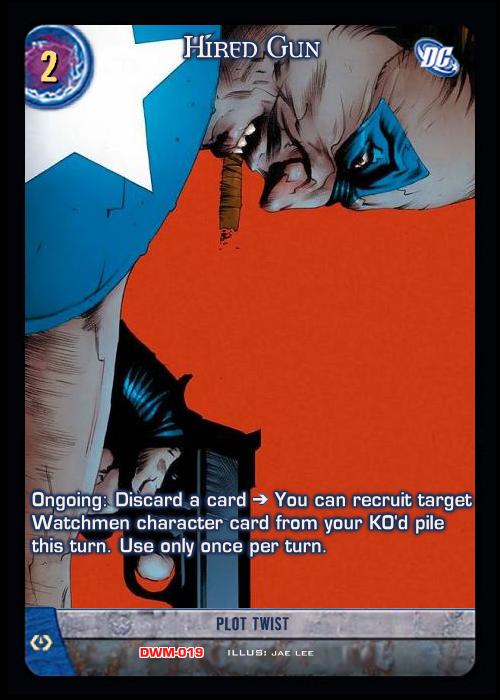 2
Hired Gun
DC
Ongoing: Discard a card ➔ You can recruit target
Watchmen character card from your KO'd pile
this turn. Use only once per turn.
PLOT TWIST
DWM-019 ILLUS: JAE LEE